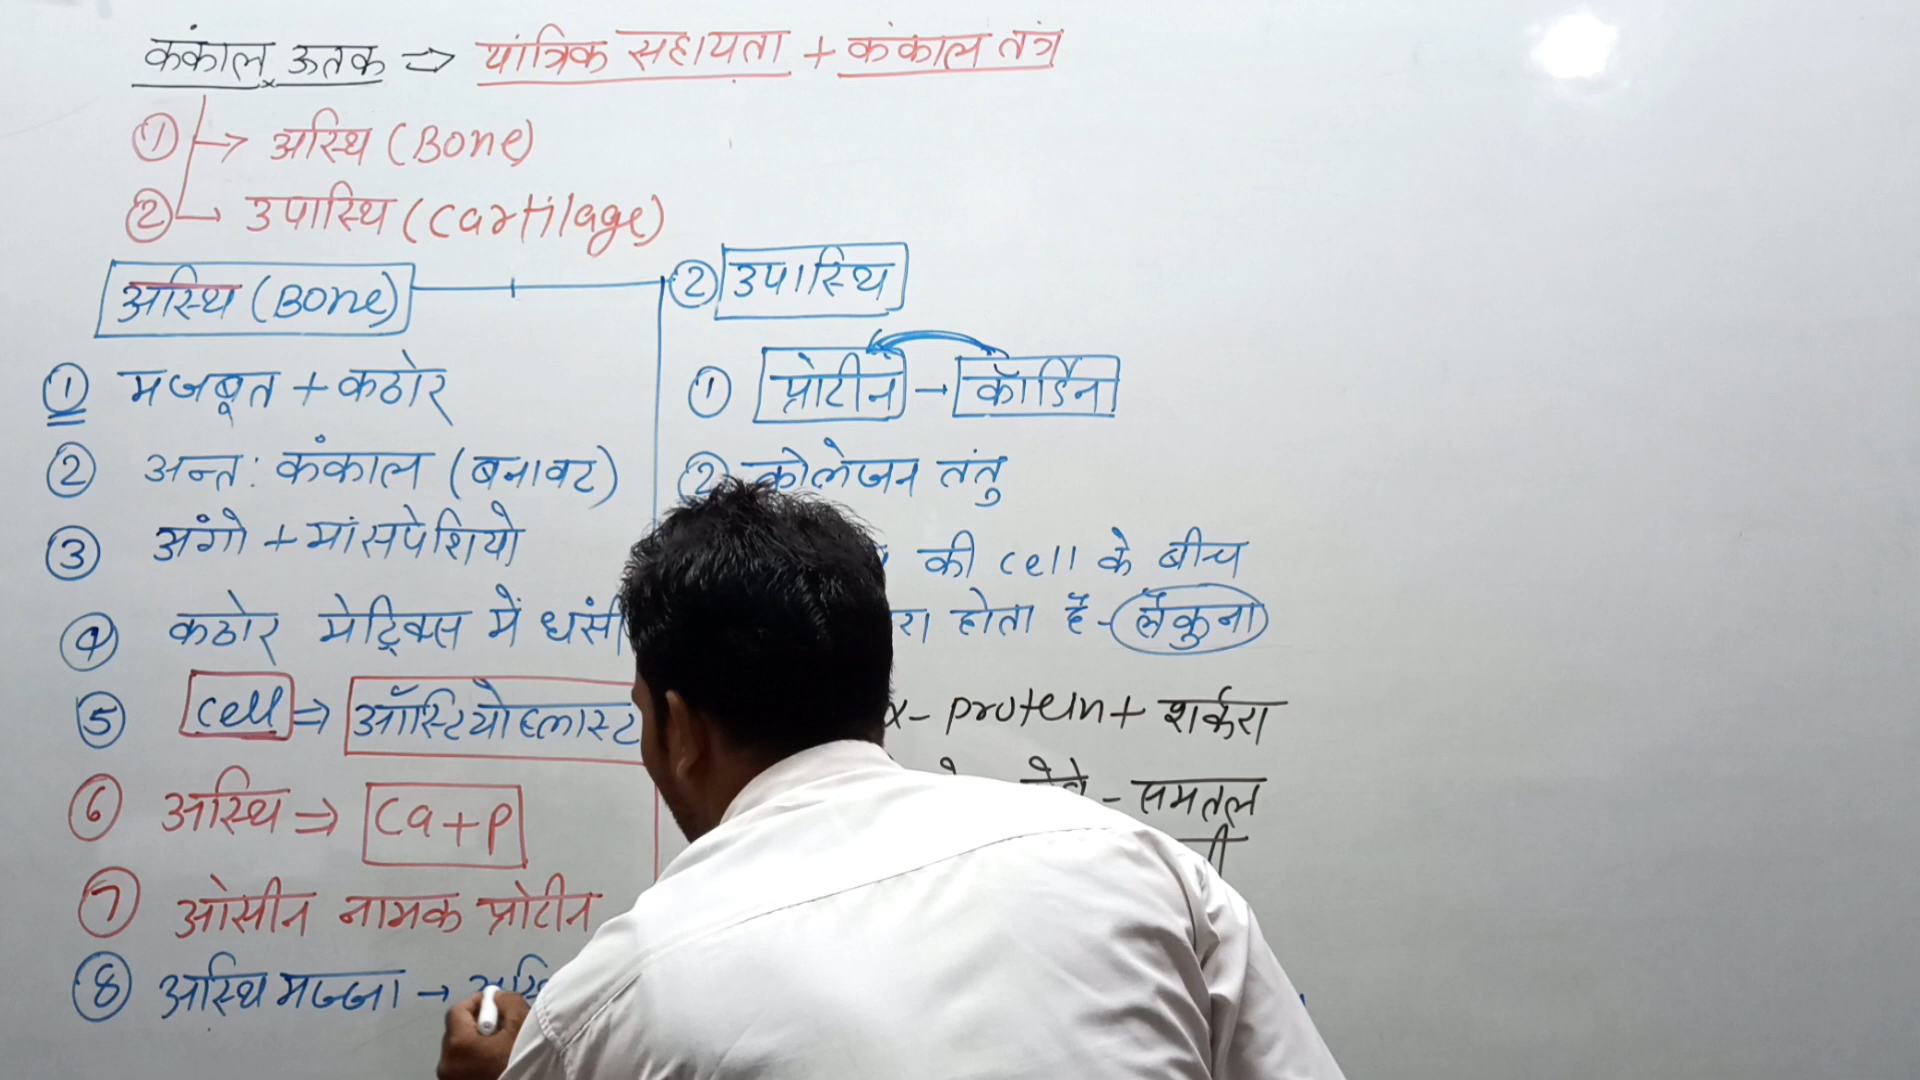 कंकाल ऊतक ⇒ यांत्रिक सहायता + कंकाल तंत्र
① → अस्थि (Bone)
② → उपास्थि (Cartilage)
अस्थि (Bone)
① मजबूत + कठोर
② अन्त: कंकाल (बनावट)
③ अंगो + मांसपेशियो
④ कठोर मेट्रिक्स में धंसी
⑤ Cell ⇒ ऑस्टियोब्लास्ट
⑥ अस्थि ⇒ Ca+P
⑦ ओसीन नामक प्रोटीन
⑧ अस्थि मज्जा →
② उपास्थि
① प्रोटीन → कॉर्डिन
② कोलेजन तंतु
की cell के बीच
होता है - लैकुना
x - protein + शर्करा
- समतल